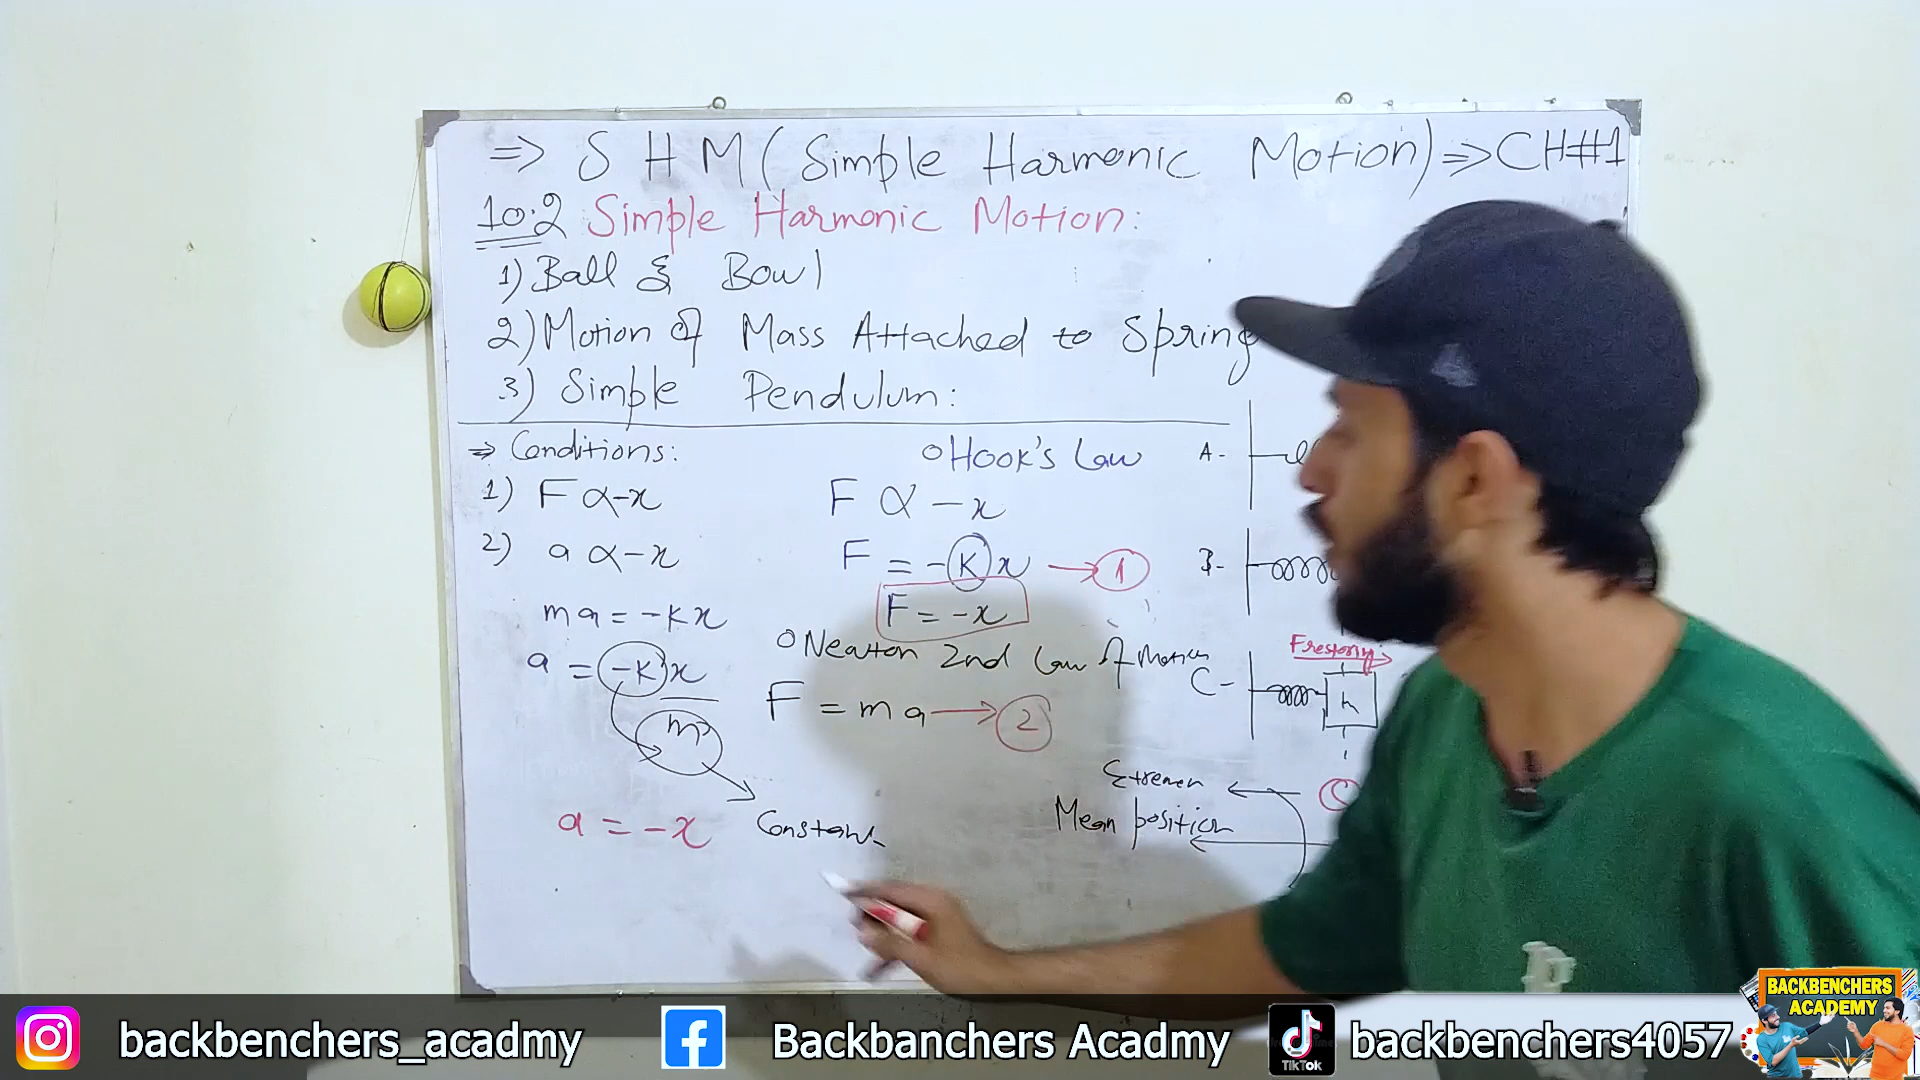 ⇒ SHM (Simple Harmonic Motion) ⇒ CH#1
10.2 Simple Harmonic Motion:
1) Ball & Bowl
2) Motion of Mass Attached to Spring
3) Simple Pendulum:
⇒ Conditions:
1) F α -x
2) a α -x
ma = -kx
a = -k x
m
Constant
a = -x
○ Hook's Law
F α -x
F = -kx → 1
F = -x
○ Newton 2nd Law of Motion
F = ma → 2
A-
B-
C-
Frestoring
m
Extreme
Mean position
backbenchers_acadmy
Backbanchers Acadmy
TikTok
backbenchers4057
BACKBENCHERS
ACADEMY